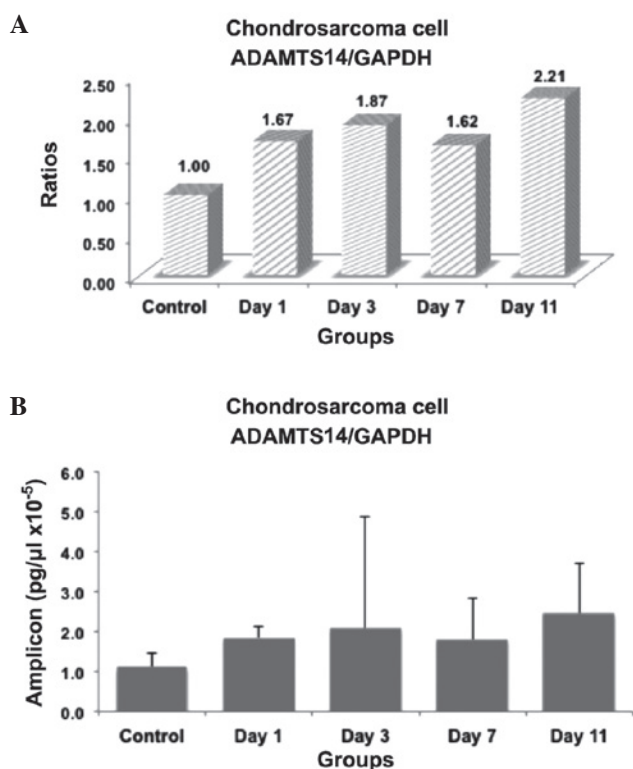 A
Chondrosarcoma cell
ADAMTS14/GAPDH
2.50
2.00
1.50
1.00
0.50
0.00
Ratios
1.00
1.67
1.87
1.62
2.21
Control Day 1 Day 3 Day 7 Day 11
Groups
B
Chondrosarcoma cell
ADAMTS14/GAPDH
6.0
5.0
4.0
3.0
2.0
1.0
0.0
Amplicon (pg/µl x10⁻⁵)
Control Day 1 Day 3 Day 7 Day 11
Groups